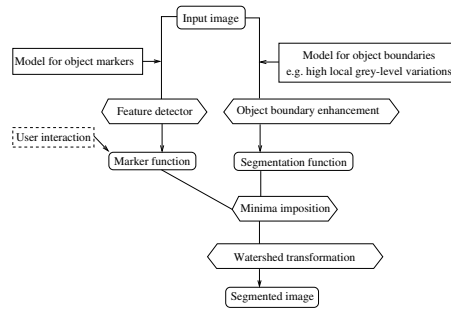 Input image
Model for object markers
Model for object boundaries
e.g. high local grey-level variations
Feature detector
Object boundary enhancement
User interaction
Marker function
Segmentation function
Minima imposition
Watershed transformation
Segmented image